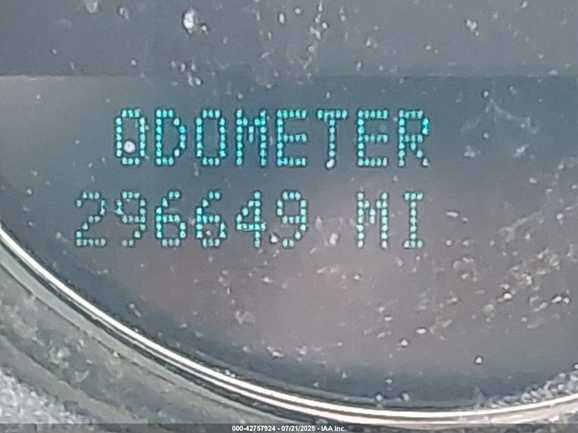 ODOMETER
296649 MI
000-42757924 - 07/21/2025 - IAA Inc.